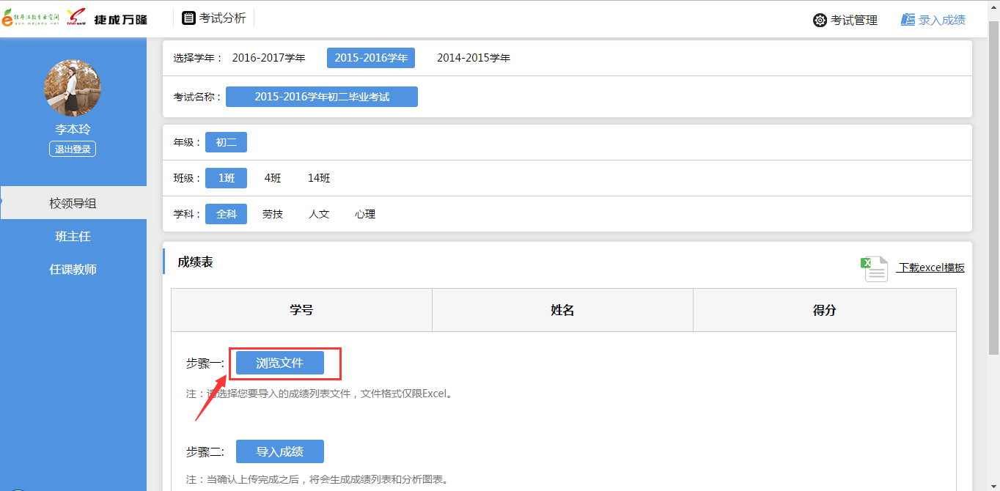 牡丹江教育云空间
yun.mdjedu.net
Future world
捷成万隆
考试分析
考试管理
录入成绩
李本玲
退出登录
校领导组
班主任
任课教师
选择学年： 2016-2017学年 2015-2016学年 2014-2015学年
考试名称： 2015-2016学年初二毕业考试
年级： 初二
班级： 1班 4班 14班
学科： 全科 劳技 人文 心理
成绩表
下载excel模板
学号 姓名 得分
步骤一: 浏览文件
注：请选择您要导入的成绩列表文件，文件格式仅限Excel。
步骤二: 导入成绩
注：当确认上传完成之后，将会生成成绩列表和分析图表。